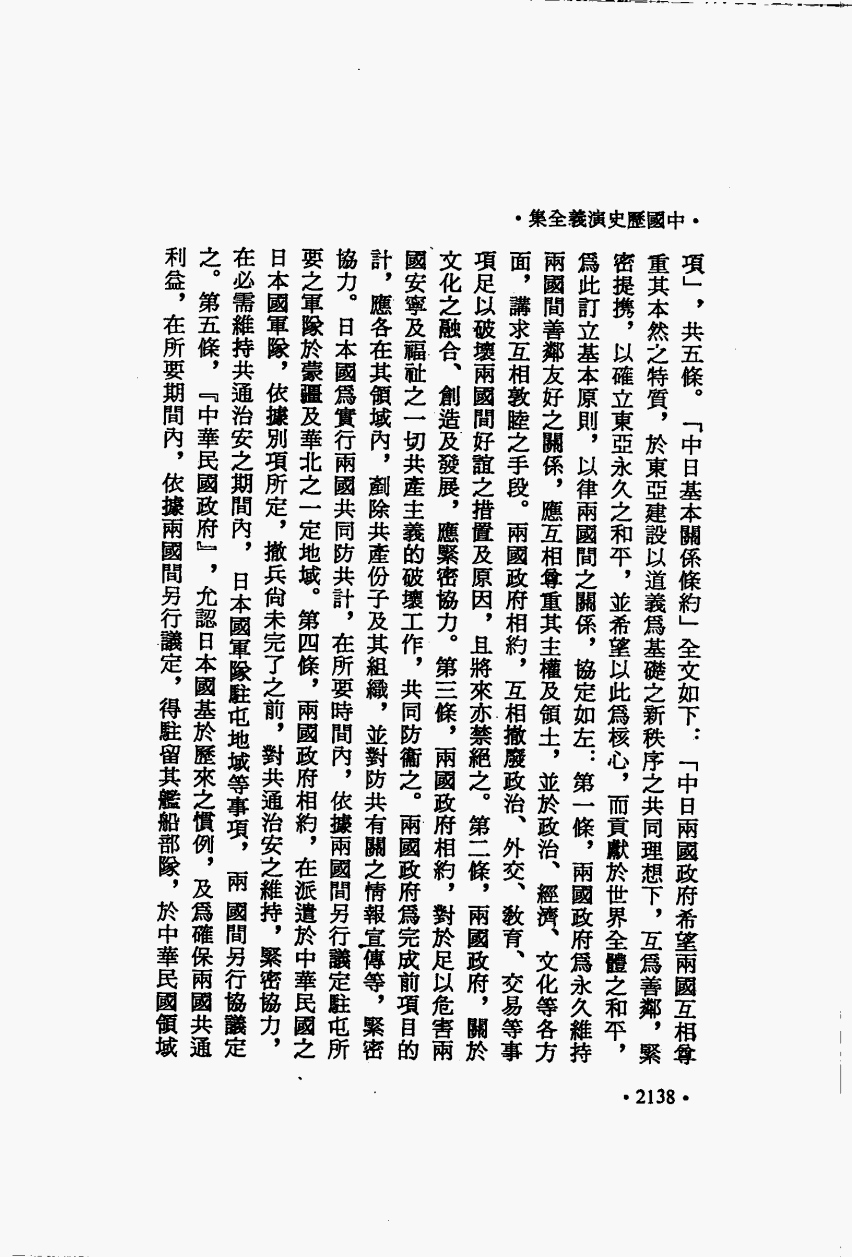 ·中國歷史演義全集·
項」，共五條。「中日基本關係條約」全文如下：「中日兩國政府希望兩國互相尊
重其本然之特質，於東亞建設以道義爲基礎之新秩序之共同理想下，互爲善鄰，緊
密提携，以確立東亞永久之和平，並希望以此爲核心，而貢獻於世界全體之和平，
爲此訂立基本原則，以律兩國間之關係，協定如左：第一條，兩國政府爲永久維持
兩國間善鄰友好之關係，應互相尊重其主權及領土，並於政治、經濟、文化等各方
面，講求互相敦睦之手段。兩國政府相約，互相撤廢政治、外交、敎育、交易等事
項足以破壞兩國間好誼之措置及原因，且將來亦禁絕之。第二條，兩國政府，關於
文化之融合、創造及發展，應緊密協力。第三條，兩國政府相約，對於足以危害兩
國安寧及福祉之一切共產主義的破壞工作，共同防衞之。兩國政府爲完成前項目的
計，應各在其領域內，剷除共產份子及其組織，並對防共有關之情報宣傳等，緊密
協力。日本國爲實行兩國共同防共計，在所要時間內，依據兩國間另行議定駐屯所
要之軍隊於蒙疆及華北之一定地域。第四條，兩國政府相約，在派遣於中華民國之
日本國軍隊，依據別項所定，撤兵尙未完了之前，對共通治安之維持，緊密協力，
在必需維持共通治安之期間內，日本國軍隊駐屯地域等事項，兩國間另行協議定
之。第五條，『中華民國政府』，允認日本國基於歷來之慣例，及爲確保兩國共通
利益，在所要期間內，依據兩國間另行議定，得駐留其艦船部隊，於中華民國領域
·2138·